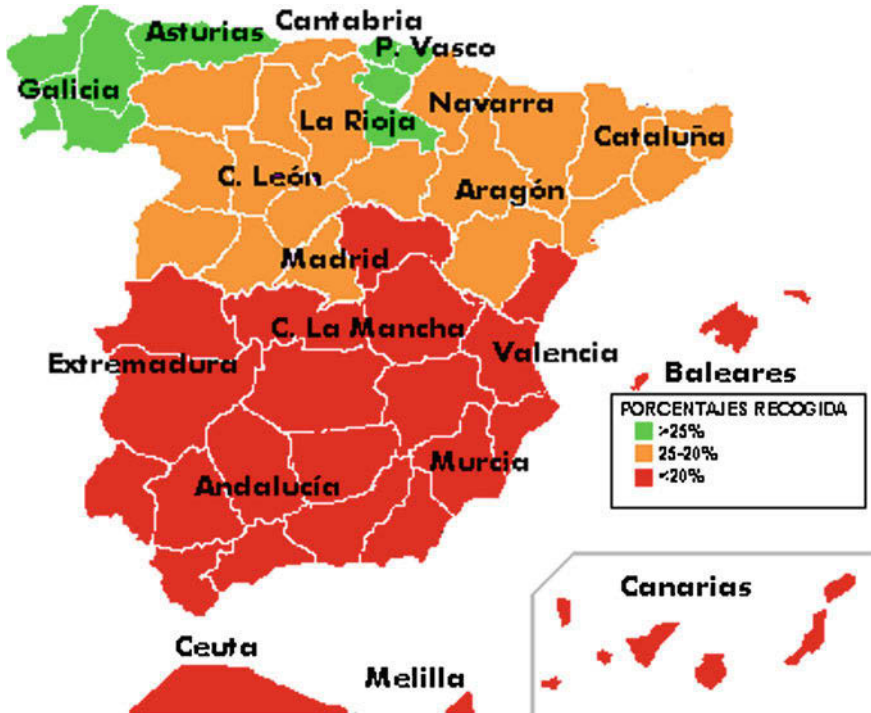 Cantabria
Asturias
P. Vasco
Galicia
Navarra
La Rioja
Cataluña
C. León
Aragón
Madrid
C. La Mancha
Valencia
Extremadura
Baleares
PORCENTAJES RECOGIDA
>25%
25-20%
<20%
Murcia
Andalucía
Canarias
Ceuta
Melilla